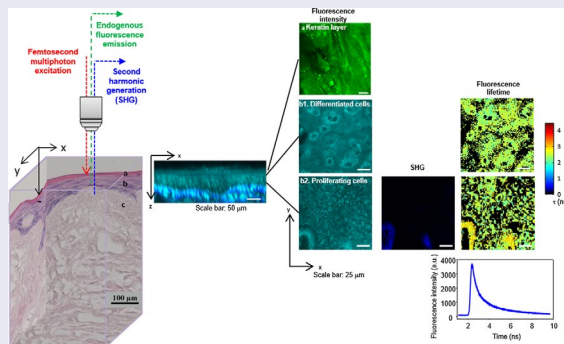 Endogenous
fluorescence
emission
Femtosecond
multiphoton
excitation
Second
harmonic
generation
(SHG)
x
y
a
b
c
100 μm
x
z
Scale bar: 50 μm
Fluorescence
intensity
Keratin layer
b1. Differentiated cells
b2. Proliferating cells
y
x
Scale bar: 25 μm
SHG
Fluorescence
lifetime
4
3
2
1
0
τ (n
Fluorescence intensity (a.u.)
4000
3000
2000
1000
0
2
4
6
8
10
Time (ns)